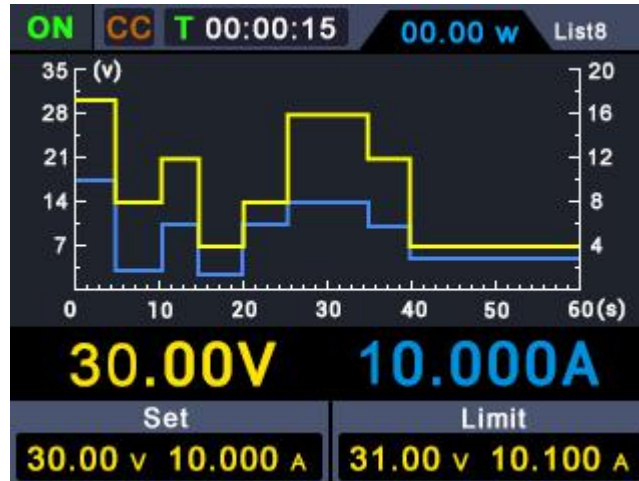 ON CC T 00:00:15 00.00 w List8
35 (v) 20
28 16
21 12
14 8
7 4
0 10 20 30 40 50 60(s)
30.00V 10.000A
Set Limit
30.00 v 10.000 A 31.00 v 10.100 A